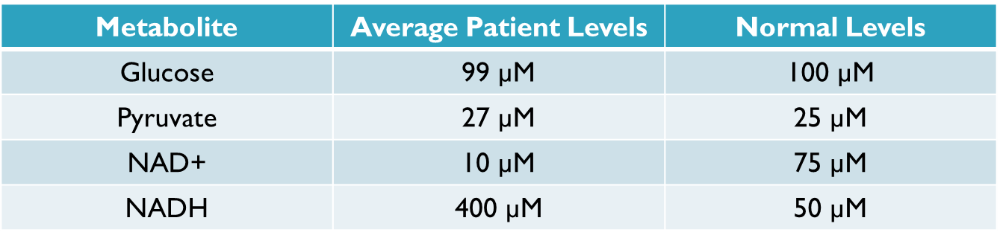 Metabolite Average Patient Levels Normal Levels
Glucose 99 µM 100 µM
Pyruvate 27 µM 25 µM
NAD+ 10 µM 75 µM
NADH 400 µM 50 µM